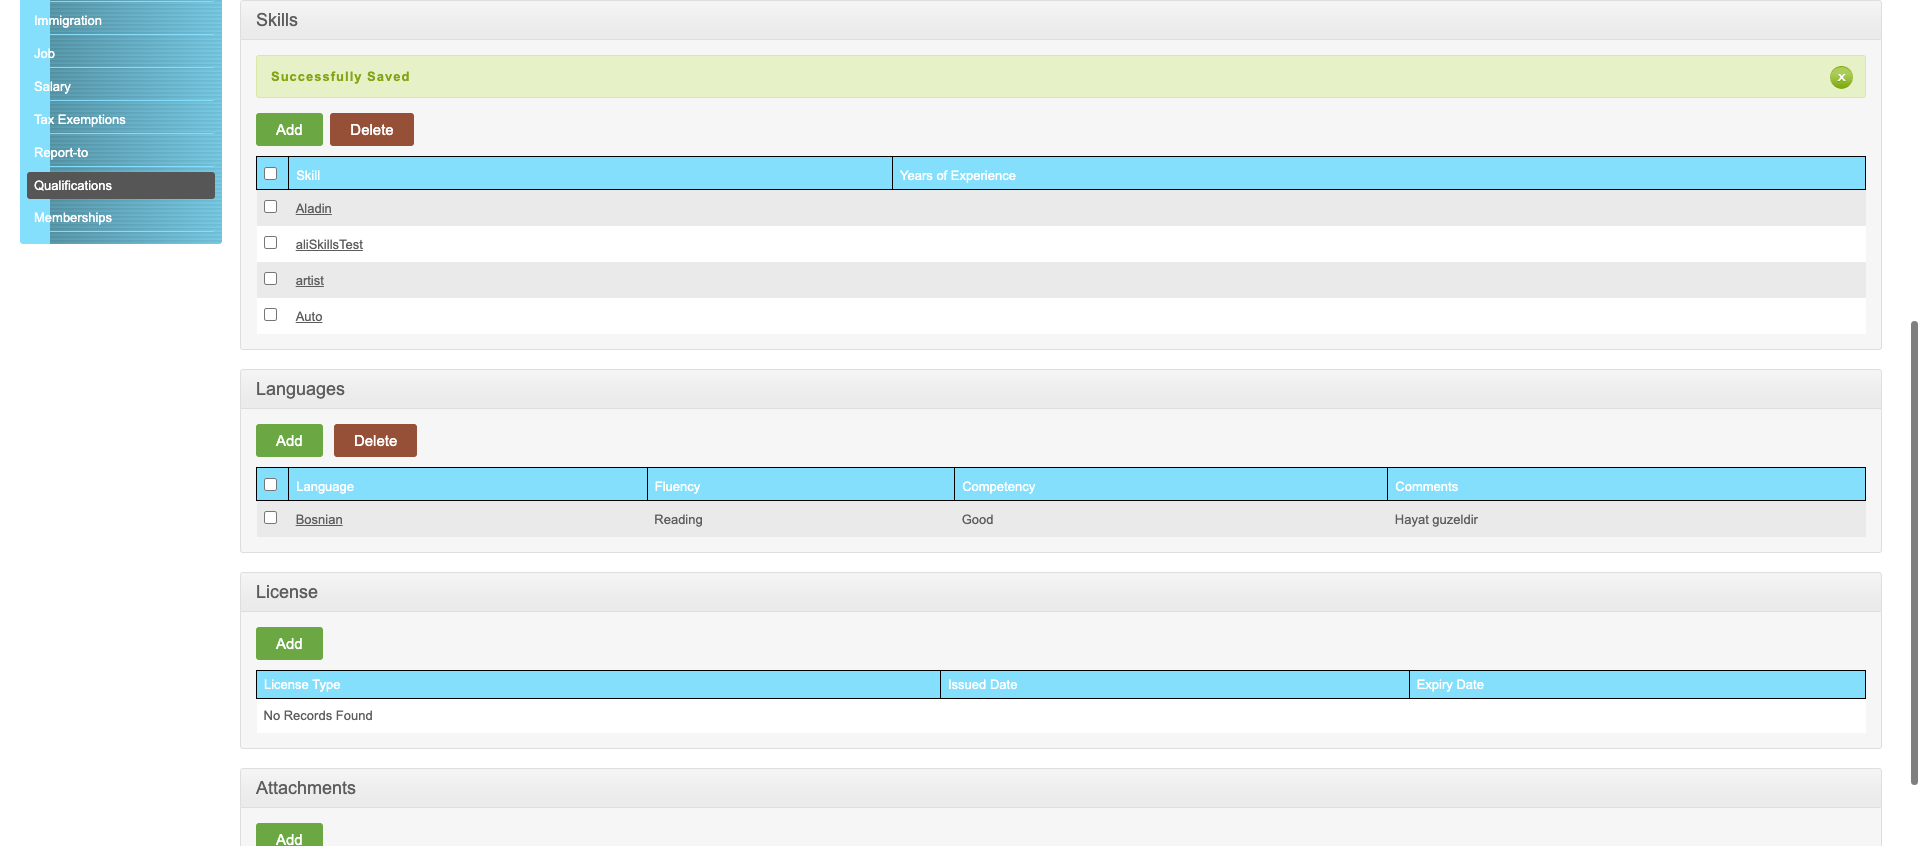 Immigration
Job
Salary
Tax Exemptions
Report-to
Qualifications
Memberships
Skills
Successfully Saved
x
Add Delete
Skill Years of Experience
Aladin
aliSkillsTest
artist
Auto
Languages
Add Delete
Language Fluency Competency Comments
Bosnian Reading Good Hayat guzeldir
License
Add
License Type Issued Date Expiry Date
No Records Found
Attachments
Add